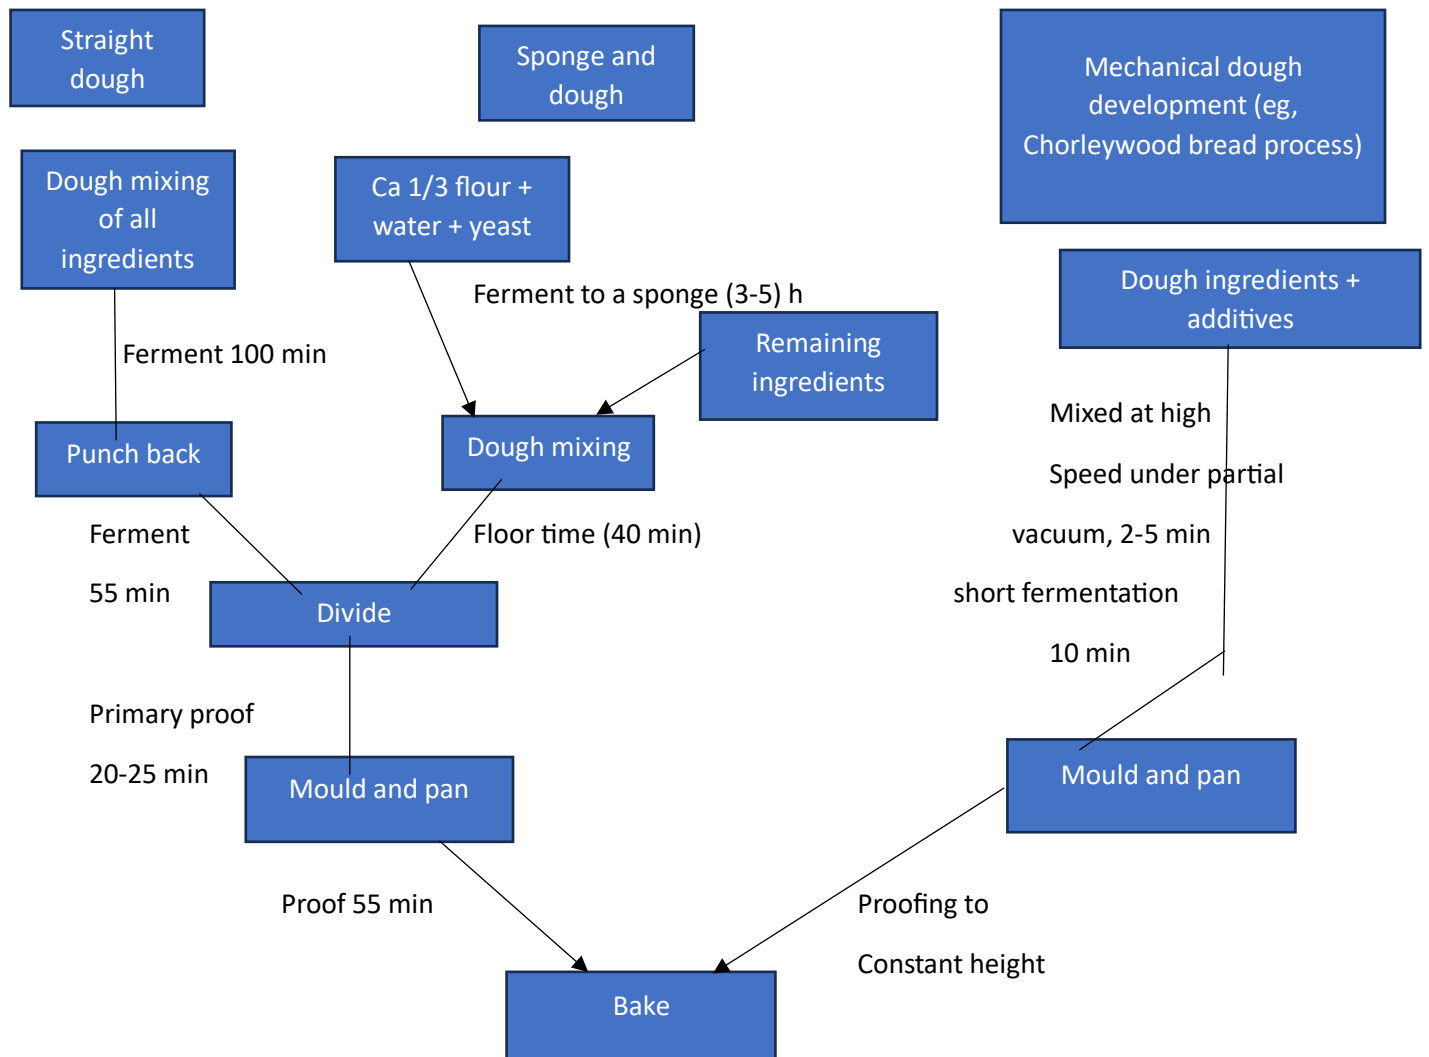 Straight
dough
Sponge and
dough
Mechanical dough
development (eg,
Chorleywood bread process)
Dough mixing
of all
ingredients
Ca 1/3 flour +
water + yeast
Dough ingredients +
additives
Ferment to a sponge (3-5) h
Remaining
ingredients
Ferment 100 min
Mixed at high
Speed under partial
vacuum, 2-5 min
short fermentation
10 min
Punch back
Dough mixing
Ferment
55 min
Floor time (40 min)
Divide
Primary proof
20-25 min
Mould and pan
Mould and pan
Proof 55 min
Proofing to
Constant height
Bake